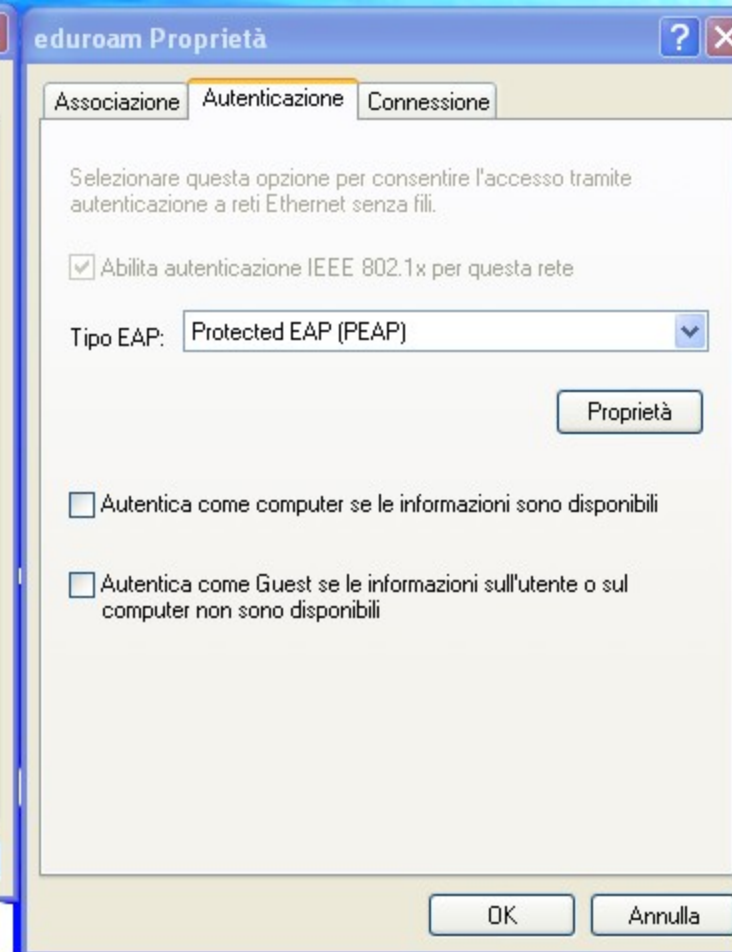 eduroam Proprietà
Associazione Autenticazione Connessione
Selezionare questa opzione per consentire l'accesso tramite
autenticazione a reti Ethernet senza fili.
Abilita autenticazione IEEE 802.1x per questa rete
Tipo EAP: Protected EAP (PEAP)
Proprietà
Autentica come computer se le informazioni sono disponibili
Autentica come Guest se le informazioni sull'utente o sul
computer non sono disponibili
OK Annulla